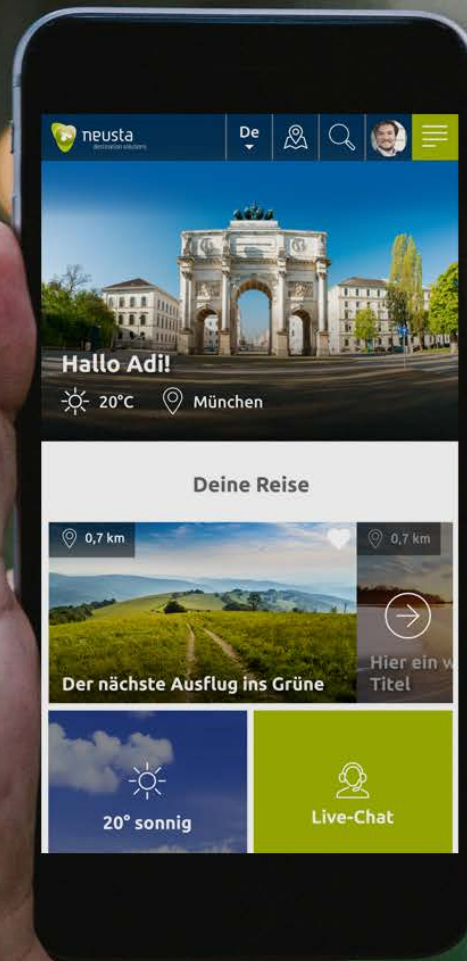 neusta
destination solutions
De
Hallo Adi!
20°C München
Deine Reise
0,7 km
0,7 km
Der nächste Ausflug ins Grüne
Hier ein w
Titel
20° sonnig
Live-Chat